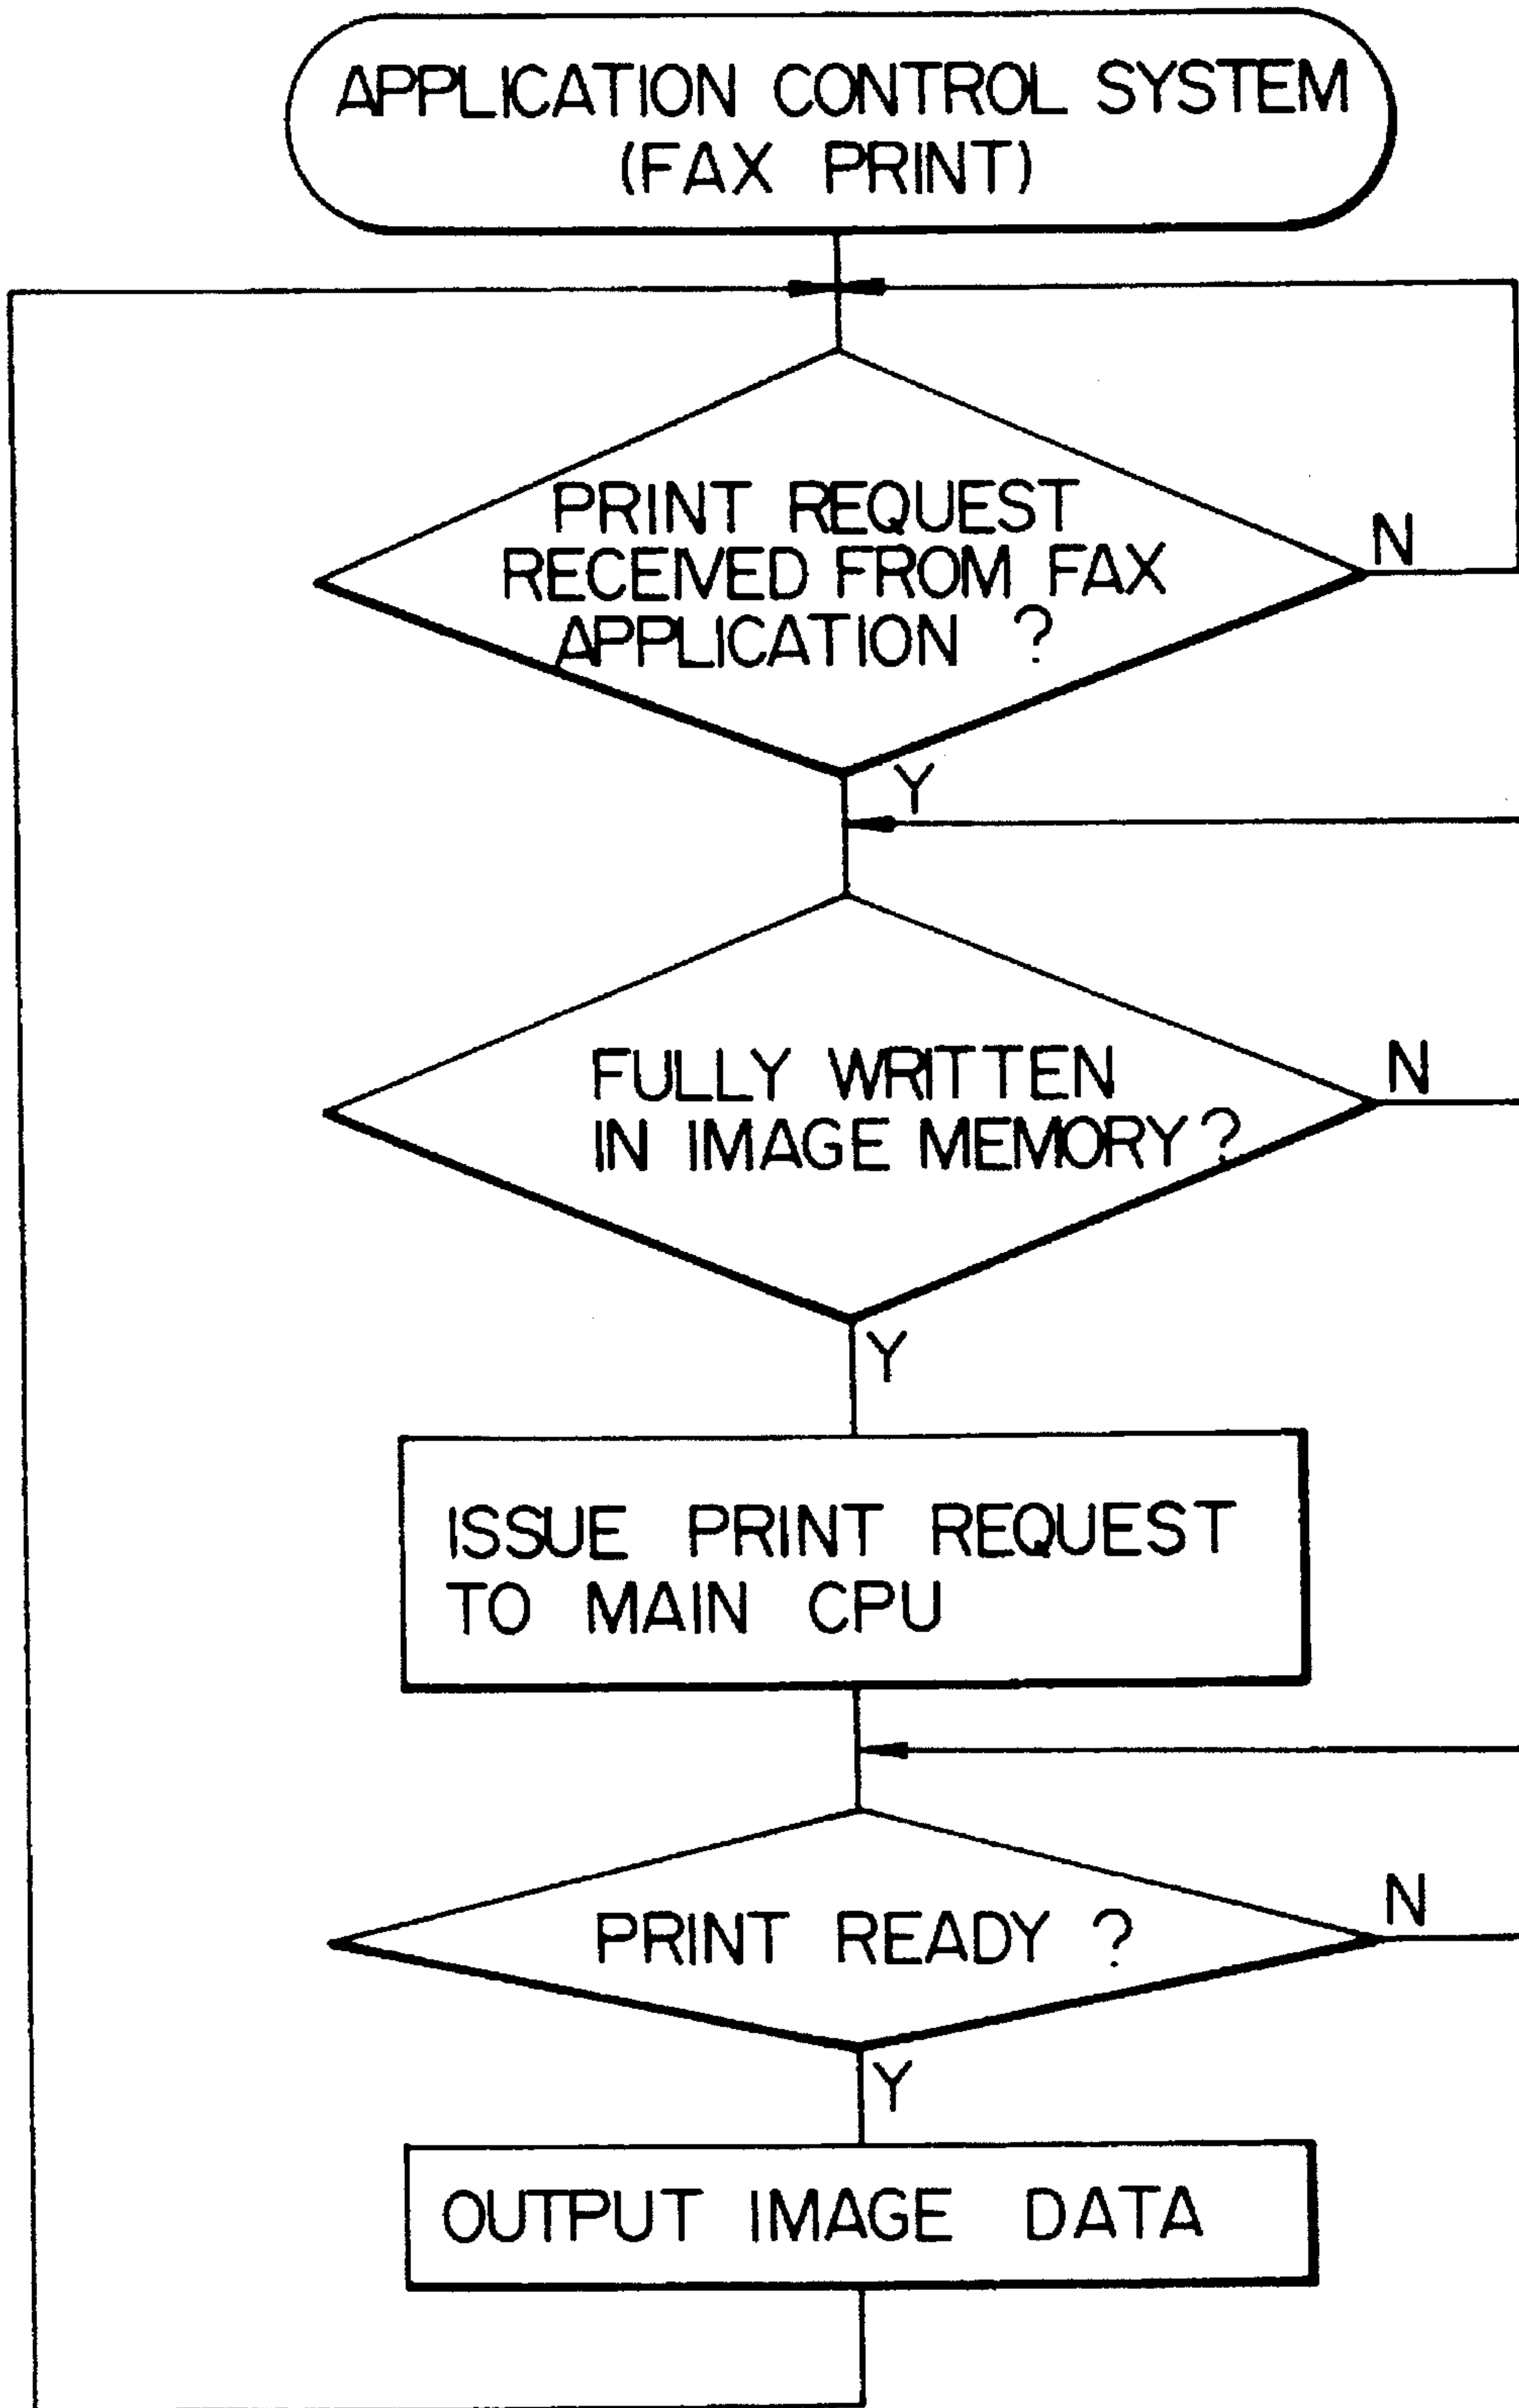 APPLICATION CONTROL SYSTEM
(FAX PRINT)
PRINT REQUEST
RECEIVED FROM FAX
APPLICATION ?
N
Y
FULLY WRITTEN
IN IMAGE MEMORY?
N
Y
ISSUE PRINT REQUEST
TO MAIN CPU
PRINT READY ?
N
Y
OUTPUT IMAGE DATA